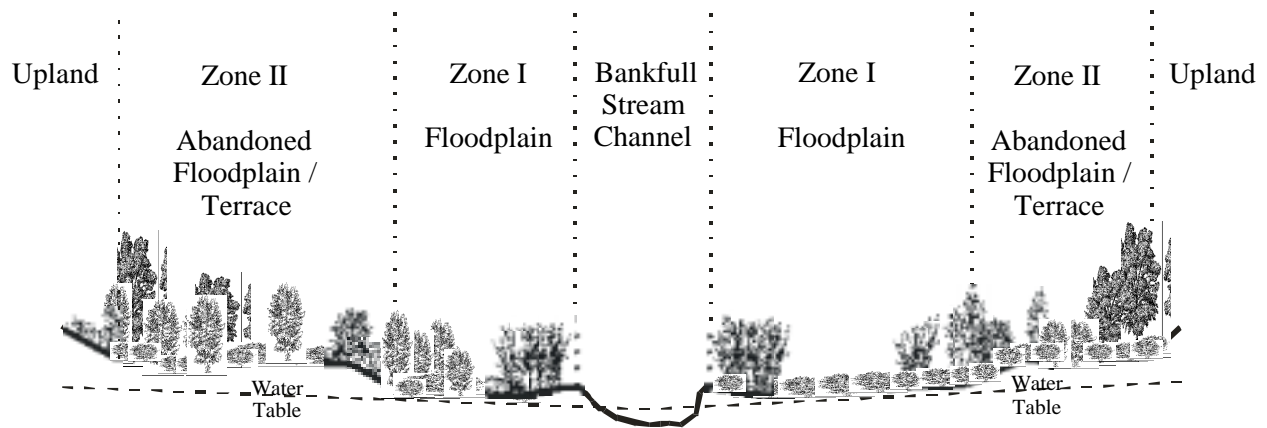 Upland
Zone II
Abandoned
Floodplain /
Terrace
Zone I
Floodplain
Bankfull
Stream
Channel
Zone I
Floodplain
Zone II
Abandoned
Floodplain /
Terrace
Upland
Water
Table
Water
Table